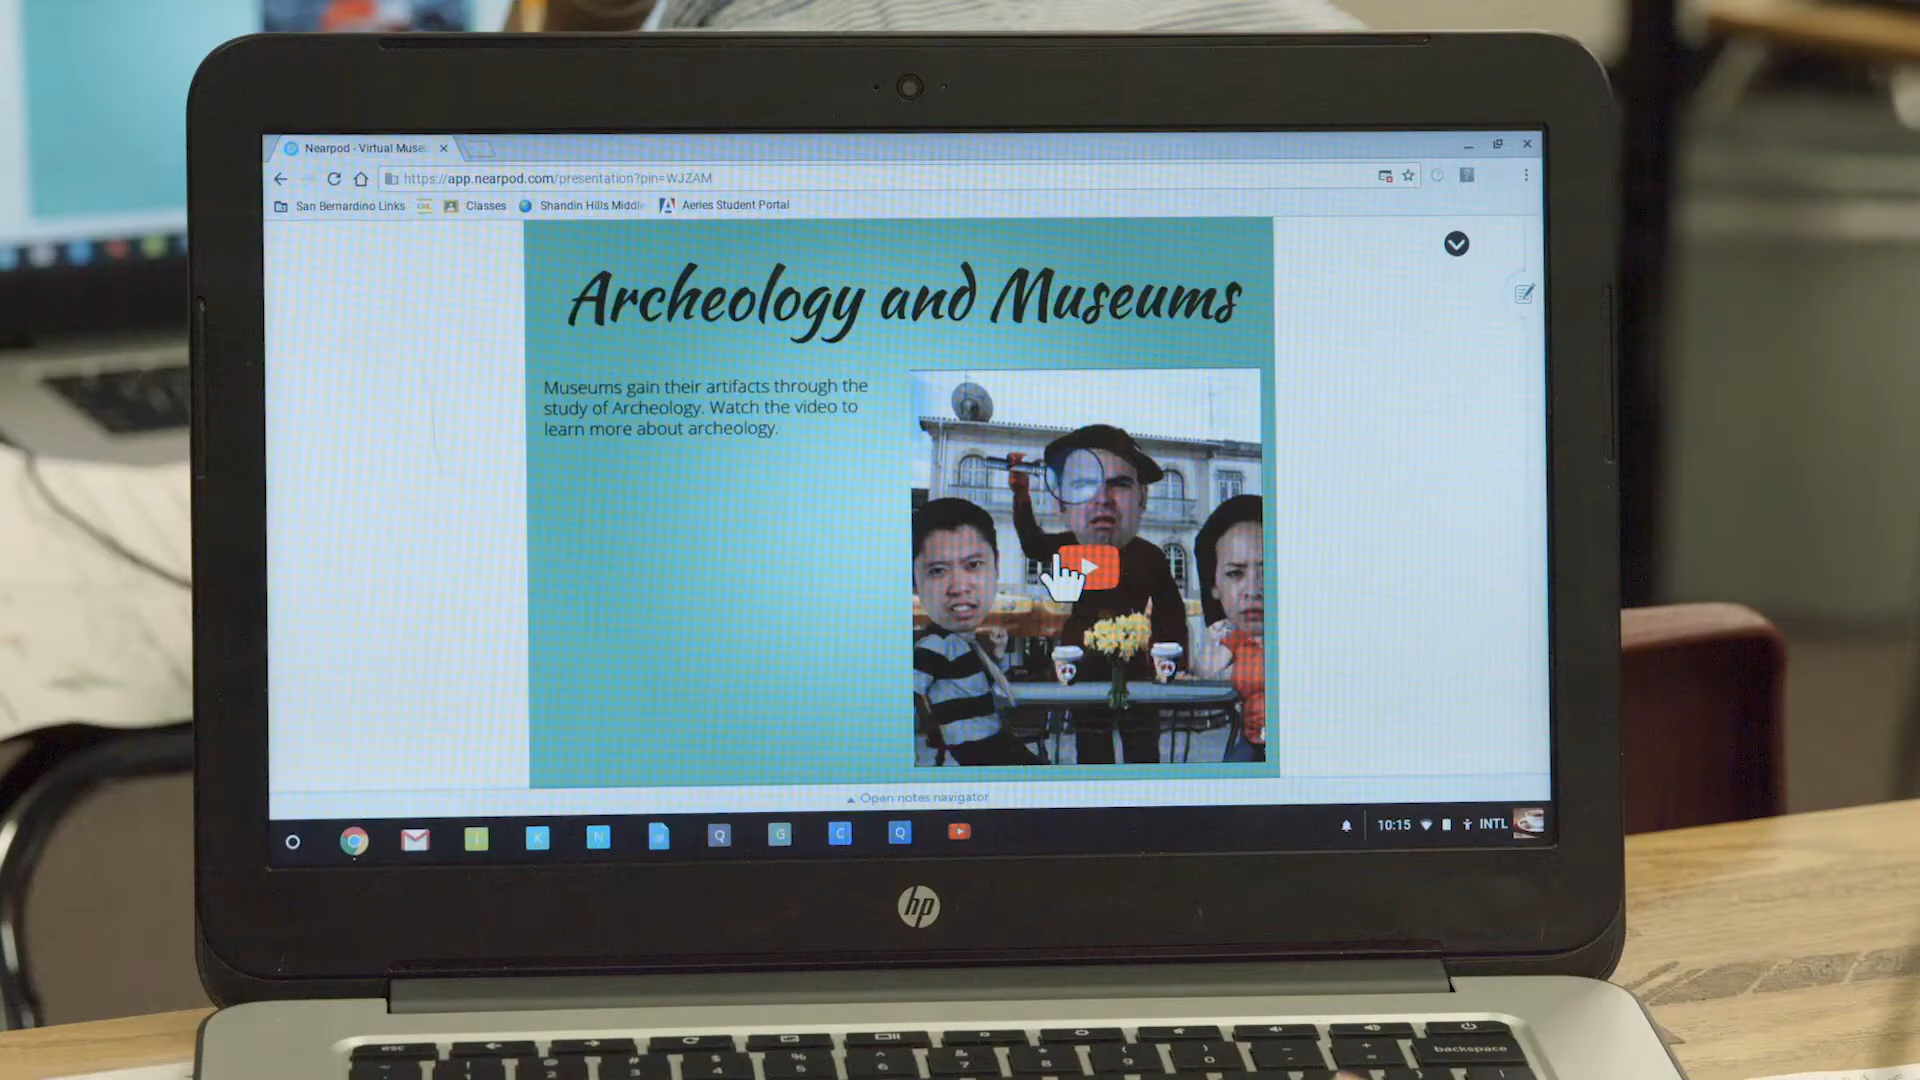 Nearpod - Virtual Muse
https://app.nearpod.com/presentation?pin=WJZAM
San Bernardino Links Classes Shandin Hills Middle Aeries Student Portal
Archeology and Museums
Museums gain their artifacts through the
study of Archeology. Watch the video to
learn more about archeology.
Open notes navigator
I K N Q G C Q
10:15 INTL
hp
esc
backspace